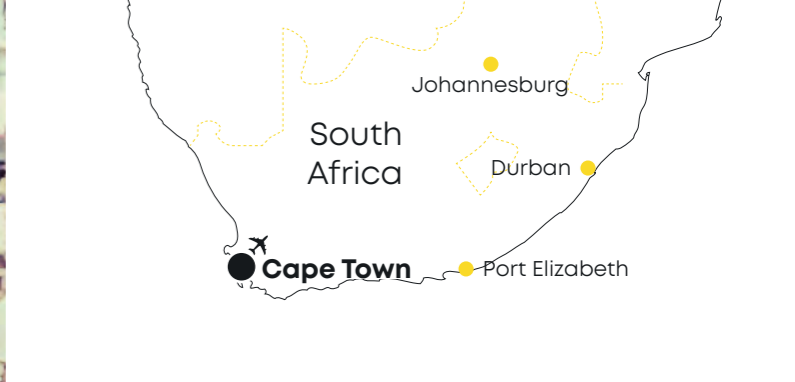 Johannesburg
South
Africa
Durban
Cape Town
Port Elizabeth